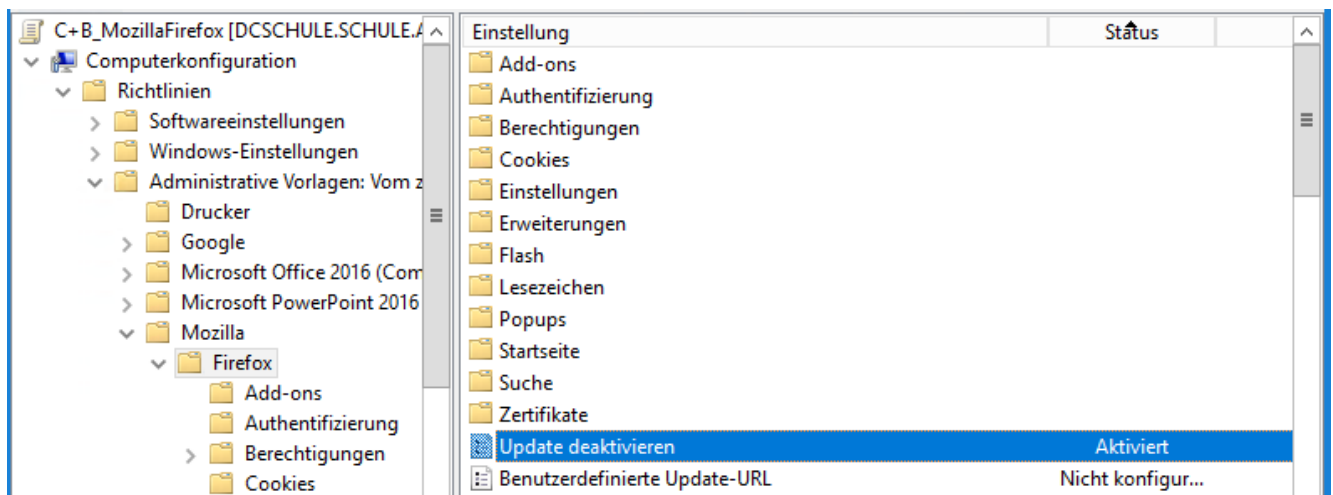 C+B_MozillaFirefox [DCSCHULE.SCHULE.A
Computerkonfiguration
Richtlinien
Softwareeinstellungen
Windows-Einstellungen
Administrative Vorlagen: Vom z
Drucker
Google
Microsoft Office 2016 (Com
Microsoft PowerPoint 2016
Mozilla
Firefox
Add-ons
Authentifizierung
Berechtigungen
Cookies
Einstellung Status
Add-ons
Authentifizierung
Berechtigungen
Cookies
Einstellungen
Erweiterungen
Flash
Lesezeichen
Popups
Startseite
Suche
Zertifikate
Update deaktivieren Aktiviert
Benutzerdefinierte Update-URL Nicht konfigur...